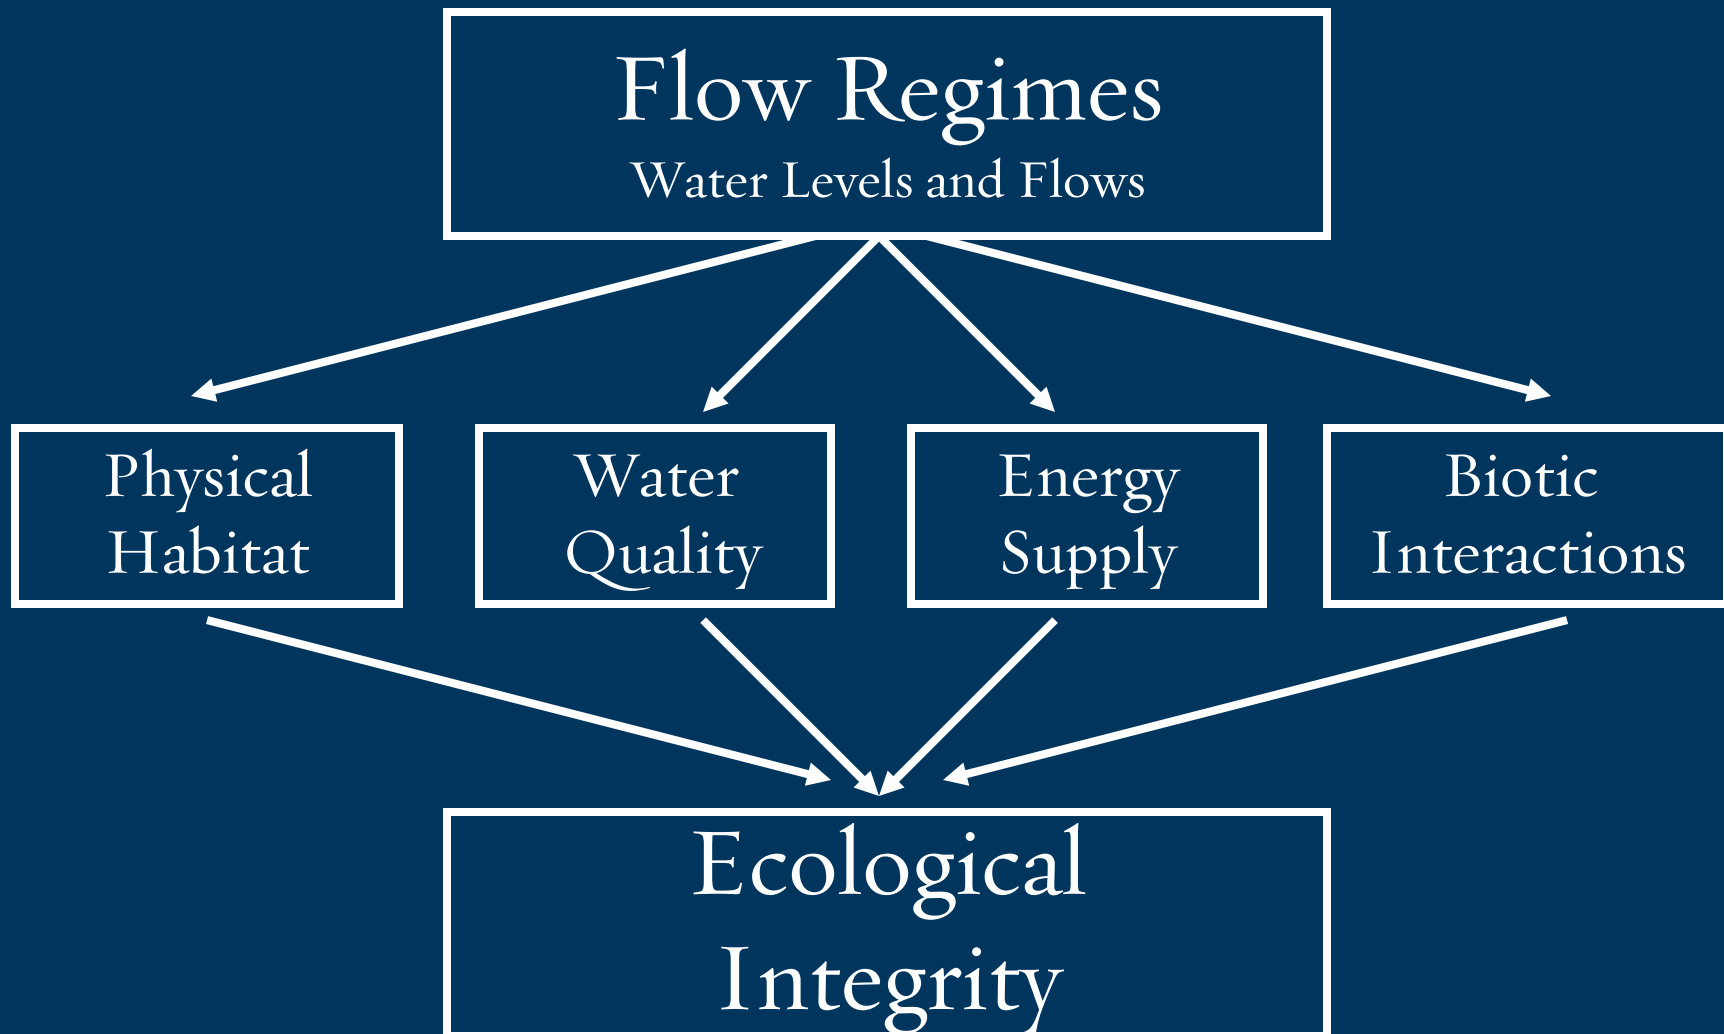 Flow Regimes
Water Levels and Flows
Physical
Habitat
Water
Quality
Energy
Supply
Biotic
Interactions
Ecological
Integrity